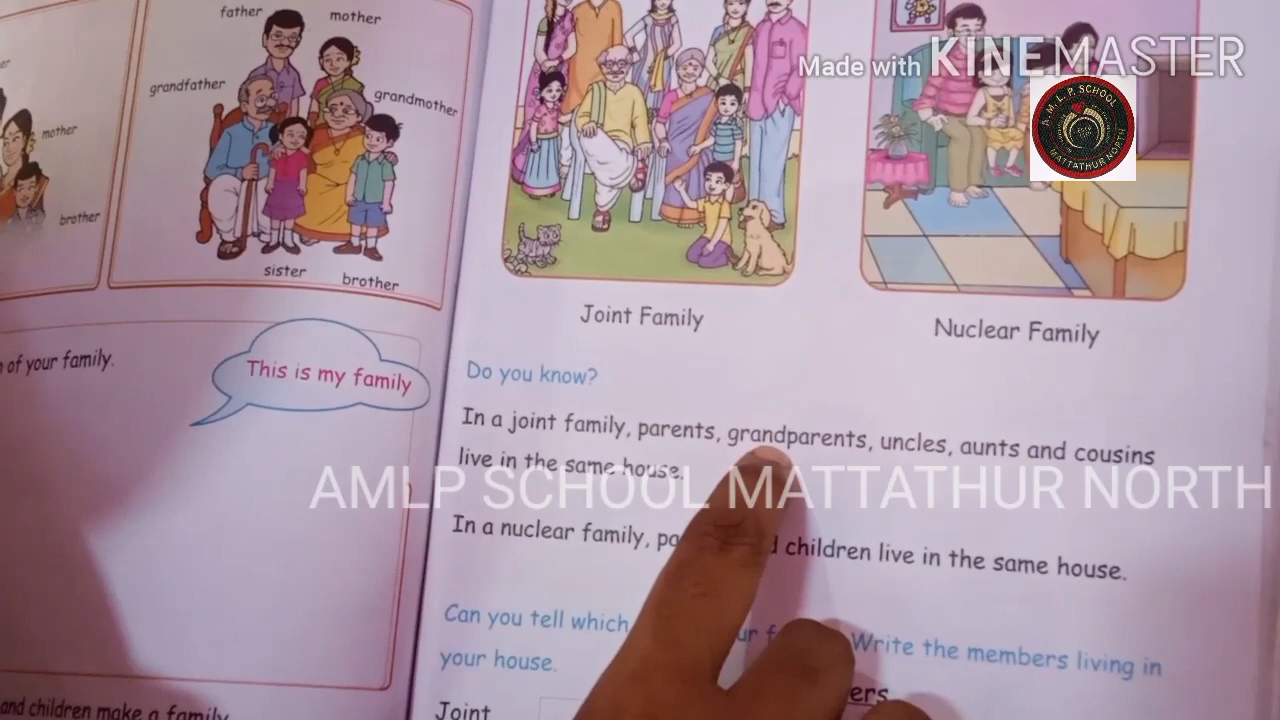 father
mother
grandfather
grandmother
mother
brother
sister
brother
of your family.
This is my family
and children make a family
Joint Family
Nuclear Family
Do you know?
In a joint family, parents, grandparents, uncles, aunts and cousins
live in the same house.
In a nuclear family, children live in the same house.
Can you tell which Write the members living in
your house.
Joint
Made with KINEMASTER
A. M. L. P. SCHOOL
MATTATHUR NORTH
AMLP SCHOOL MATTATHUR NORTH